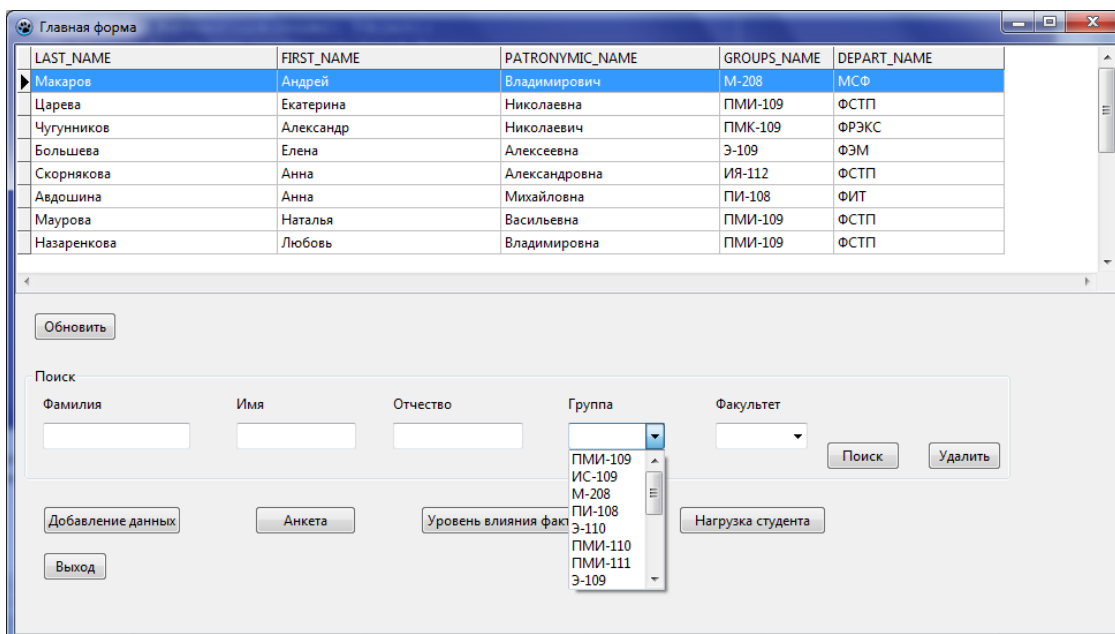 Главная форма
LAST_NAME FIRST_NAME PATRONYMIC_NAME GROUPS_NAME DEPART_NAME
Макаров Андрей Владимирович М-208 МСФ
Царева Екатерина Николаевна ПМИ-109 ФСТП
Чугунников Александр Николаевич ПМК-109 ФРЭКС
Большева Елена Алексеевна Э-109 ФЭМ
Скорнякова Анна Александровна ИЯ-112 ФСТП
Авдошина Анна Михайловна ПИ-108 ФИТ
Маурова Наталья Васильевна ПМИ-109 ФСТП
Назаренкова Любовь Владимировна ПМИ-109 ФСТП
Обновить
Поиск
Фамилия Имя Отчество Группа Факультет
Поиск Удалить
ПМИ-109
ИС-109
М-208
ПИ-108
Э-110
ПМИ-110
ПМИ-111
Э-109
Добавление данных Анкета Уровень влияния Нагрузка студента
Выход